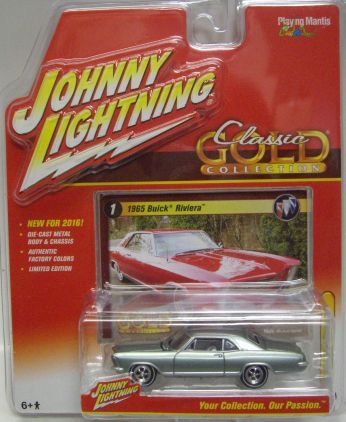 Playing Mantis
JOHNNY
LIGHTNING
Classic
GOLD
COLLECTION
1
1965 Buick® Riviera™
• NEW FOR 2016!
• DIE-CAST METAL
BODY & CHASSIS
• AUTHENTIC
FACTORY COLORS
• LIMITED EDITION
JOHNNY
LIGHTNING
6+
Your Collection. Our Passion.™